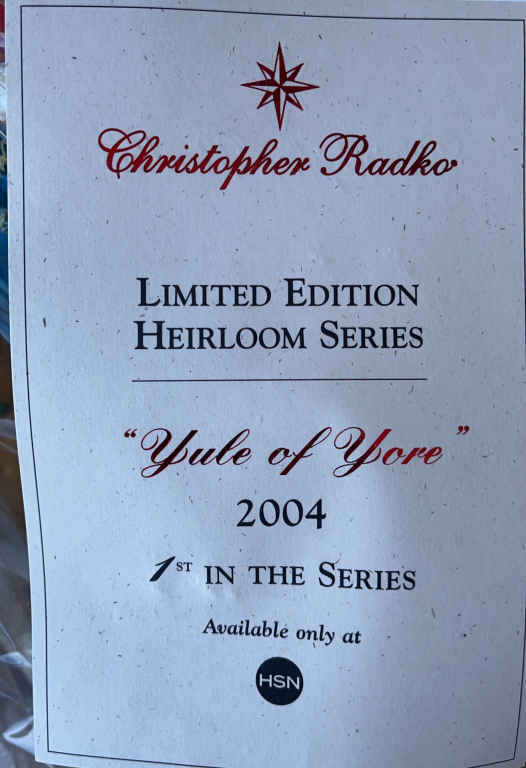 Christopher Radko
LIMITED EDITION
HEIRLOOM SERIES
"Yule of Yore"
2004
1ST IN THE SERIES
Available only at
HSN